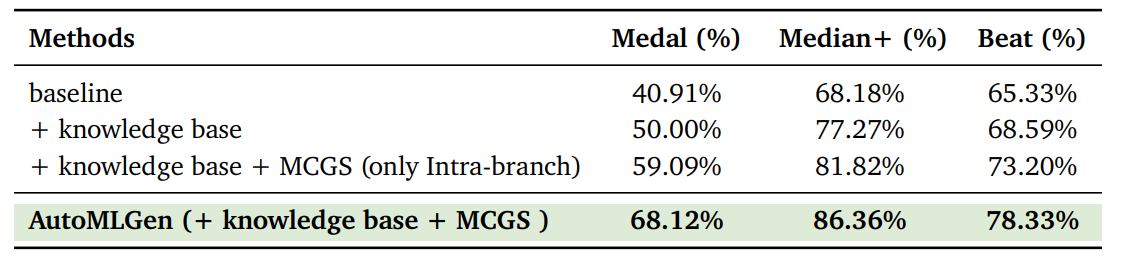 Methods Medal (%) Median+ (%) Beat (%)
baseline 40.91% 68.18% 65.33%
+ knowledge base 50.00% 77.27% 68.59%
+ knowledge base + MCGS (only Intra-branch) 59.09% 81.82% 73.20%
AutoMLGen (+ knowledge base + MCGS ) 68.12% 86.36% 78.33%